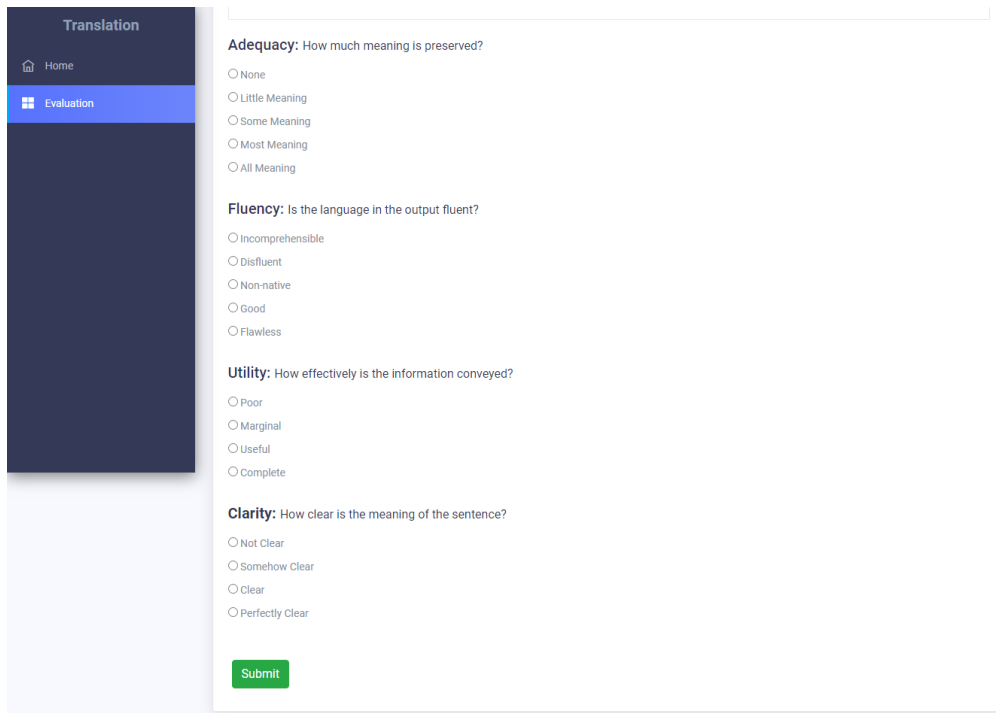 Translation
Home
Evaluation
Adequacy: How much meaning is preserved?
None
Little Meaning
Some Meaning
Most Meaning
All Meaning
Fluency: Is the language in the output fluent?
Incomprehensible
Disfluent
Non-native
Good
Flawless
Utility: How effectively is the information conveyed?
Poor
Marginal
Useful
Complete
Clarity: How clear is the meaning of the sentence?
Not Clear
Somehow Clear
Clear
Perfectly Clear
Submit